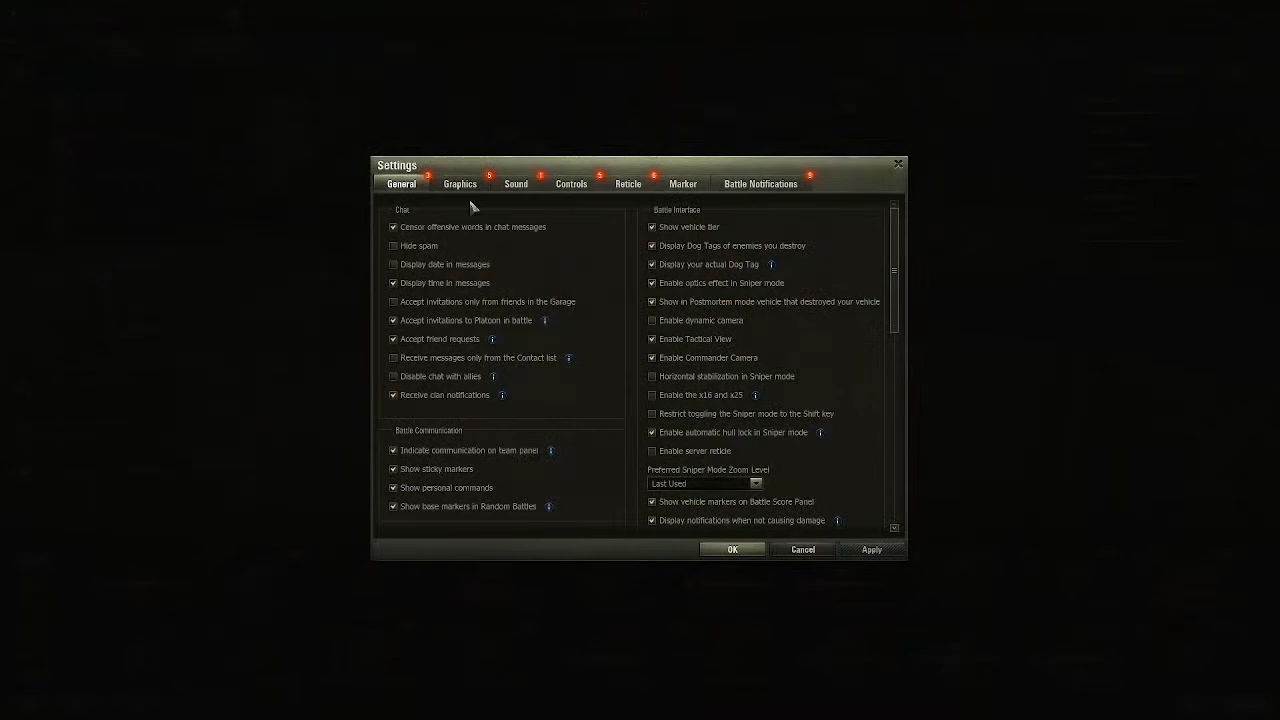 Settings
General 3 Graphics 5 Sound 1 Controls 5 Reticle 6 Marker Battle Notifications 9
Chat
Censor offensive words in chat messages
Hide spam
Display date in messages
Display time in messages
Accept invitations only from friends in the Garage
Accept invitations to Platoon in battle
Accept friend requests
Receive messages only from the Contact list
Disable chat with allies
Receive clan notifications
Battle Communication
Indicate communication on team panel
Show sticky markers
Show personal commands
Show base markers in Random Battles
Battle Interface
Show vehicle tier
Display Dog Tags of enemies you destroy
Display your actual Dog Tag
Enable optics effect in Sniper mode
Show in Postmortem mode vehicle that destroyed your vehicle
Enable dynamic camera
Enable Tactical View
Enable Commander Camera
Horizontal stabilization in Sniper mode
Enable the x16 and x25
Restrict toggling the Sniper mode to the Shift key
Enable automatic hull lock in Sniper mode
Enable server reticle
Preferred Sniper Mode Zoom Level
Last Used
Show vehicle markers on Battle Score Panel
Display notifications when not causing damage
OK Cancel Apply